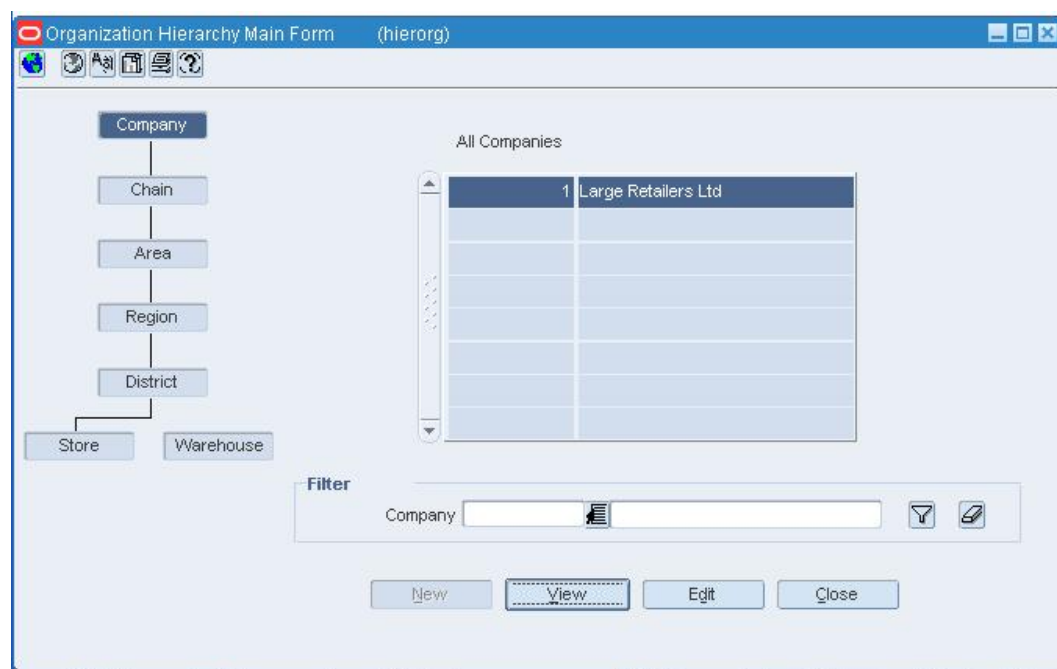 Organization Hierarchy Main Form (hierorg)
Company
All Companies
Chain
1 Large Retailers Ltd
Area
Region
District
Store Warehouse
Filter
Company
New View Edit Close